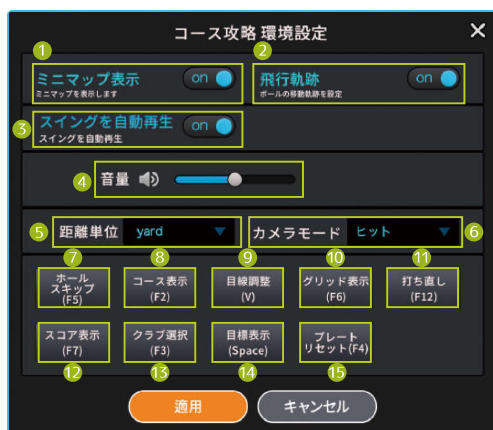 コース攻略 環境設定 ×
1 2
ミニマップ表示 on 飛行軌跡 on
ミニマップを表示します ボールの移動軌跡を設定
3 スイングを自動再生 on
スイングを自動再生
4 音量
5 距離単位 yard カメラモード ヒット 6
7 8 9 10 11
ホール
スキップ
(F5)
コース表示
(F2)
目線調整
(V)
グリッド表示
(F6)
打ち直し
(F12)
スコア表示
(F7)
クラブ選択
(F3)
目標表示
(Space)
プレート
リセット(F4)
12 13 14 15
適用 キャンセル